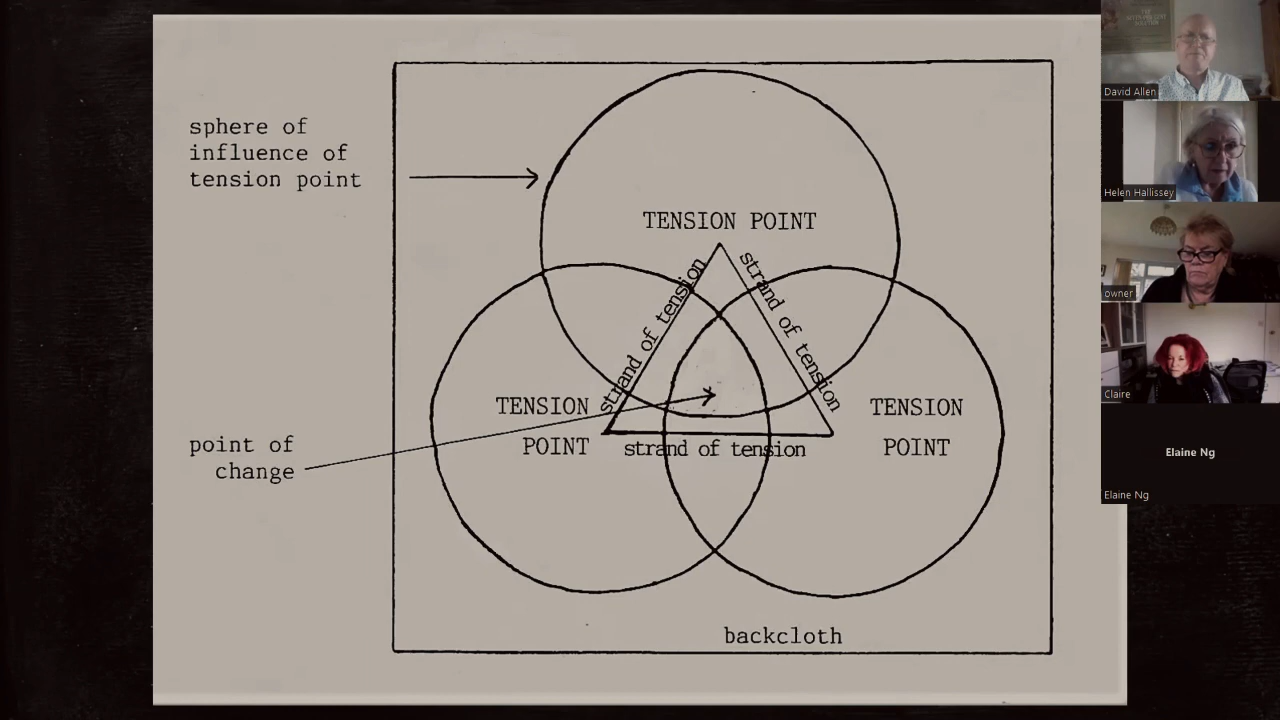 sphere of
influence of
tension point
TENSION POINT
strand of tension
strand of tension
TENSION
POINT
TENSION
POINT
strand of tension
point of
change
backcloth
David Allen
Helen Hallissey
owner
Claire
Elaine Ng
Elaine Ng